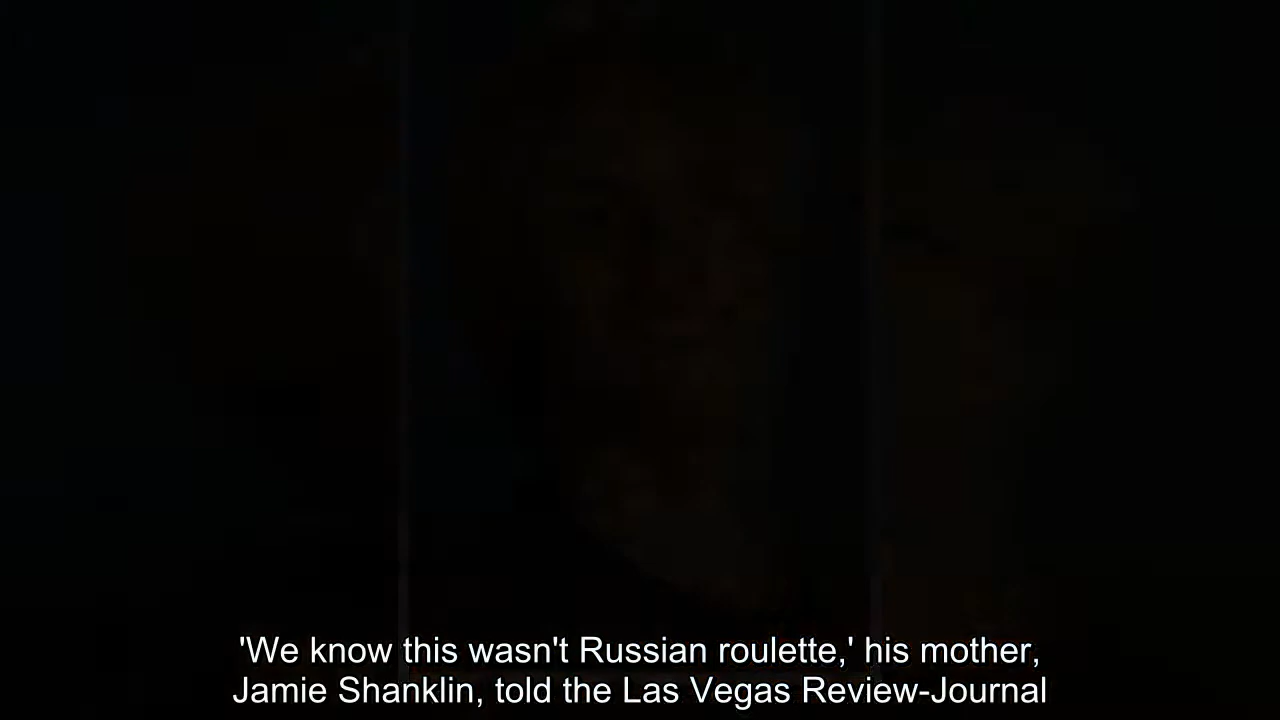 'We know this wasn't Russian roulette,' his mother,
Jamie Shanklin, told the Las Vegas Review-Journal